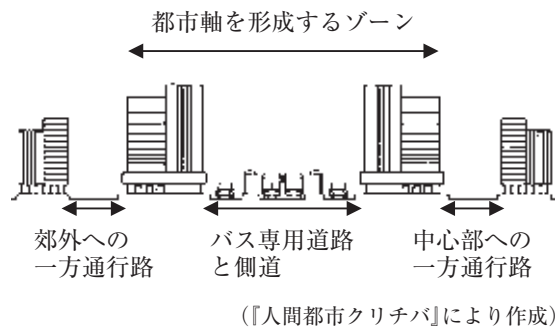 都市軸を形成するゾーン
郊外への
一方通行路
バス専用道路
と側道
中心部への
一方通行路
(『人間都市クリチバ』により作成)